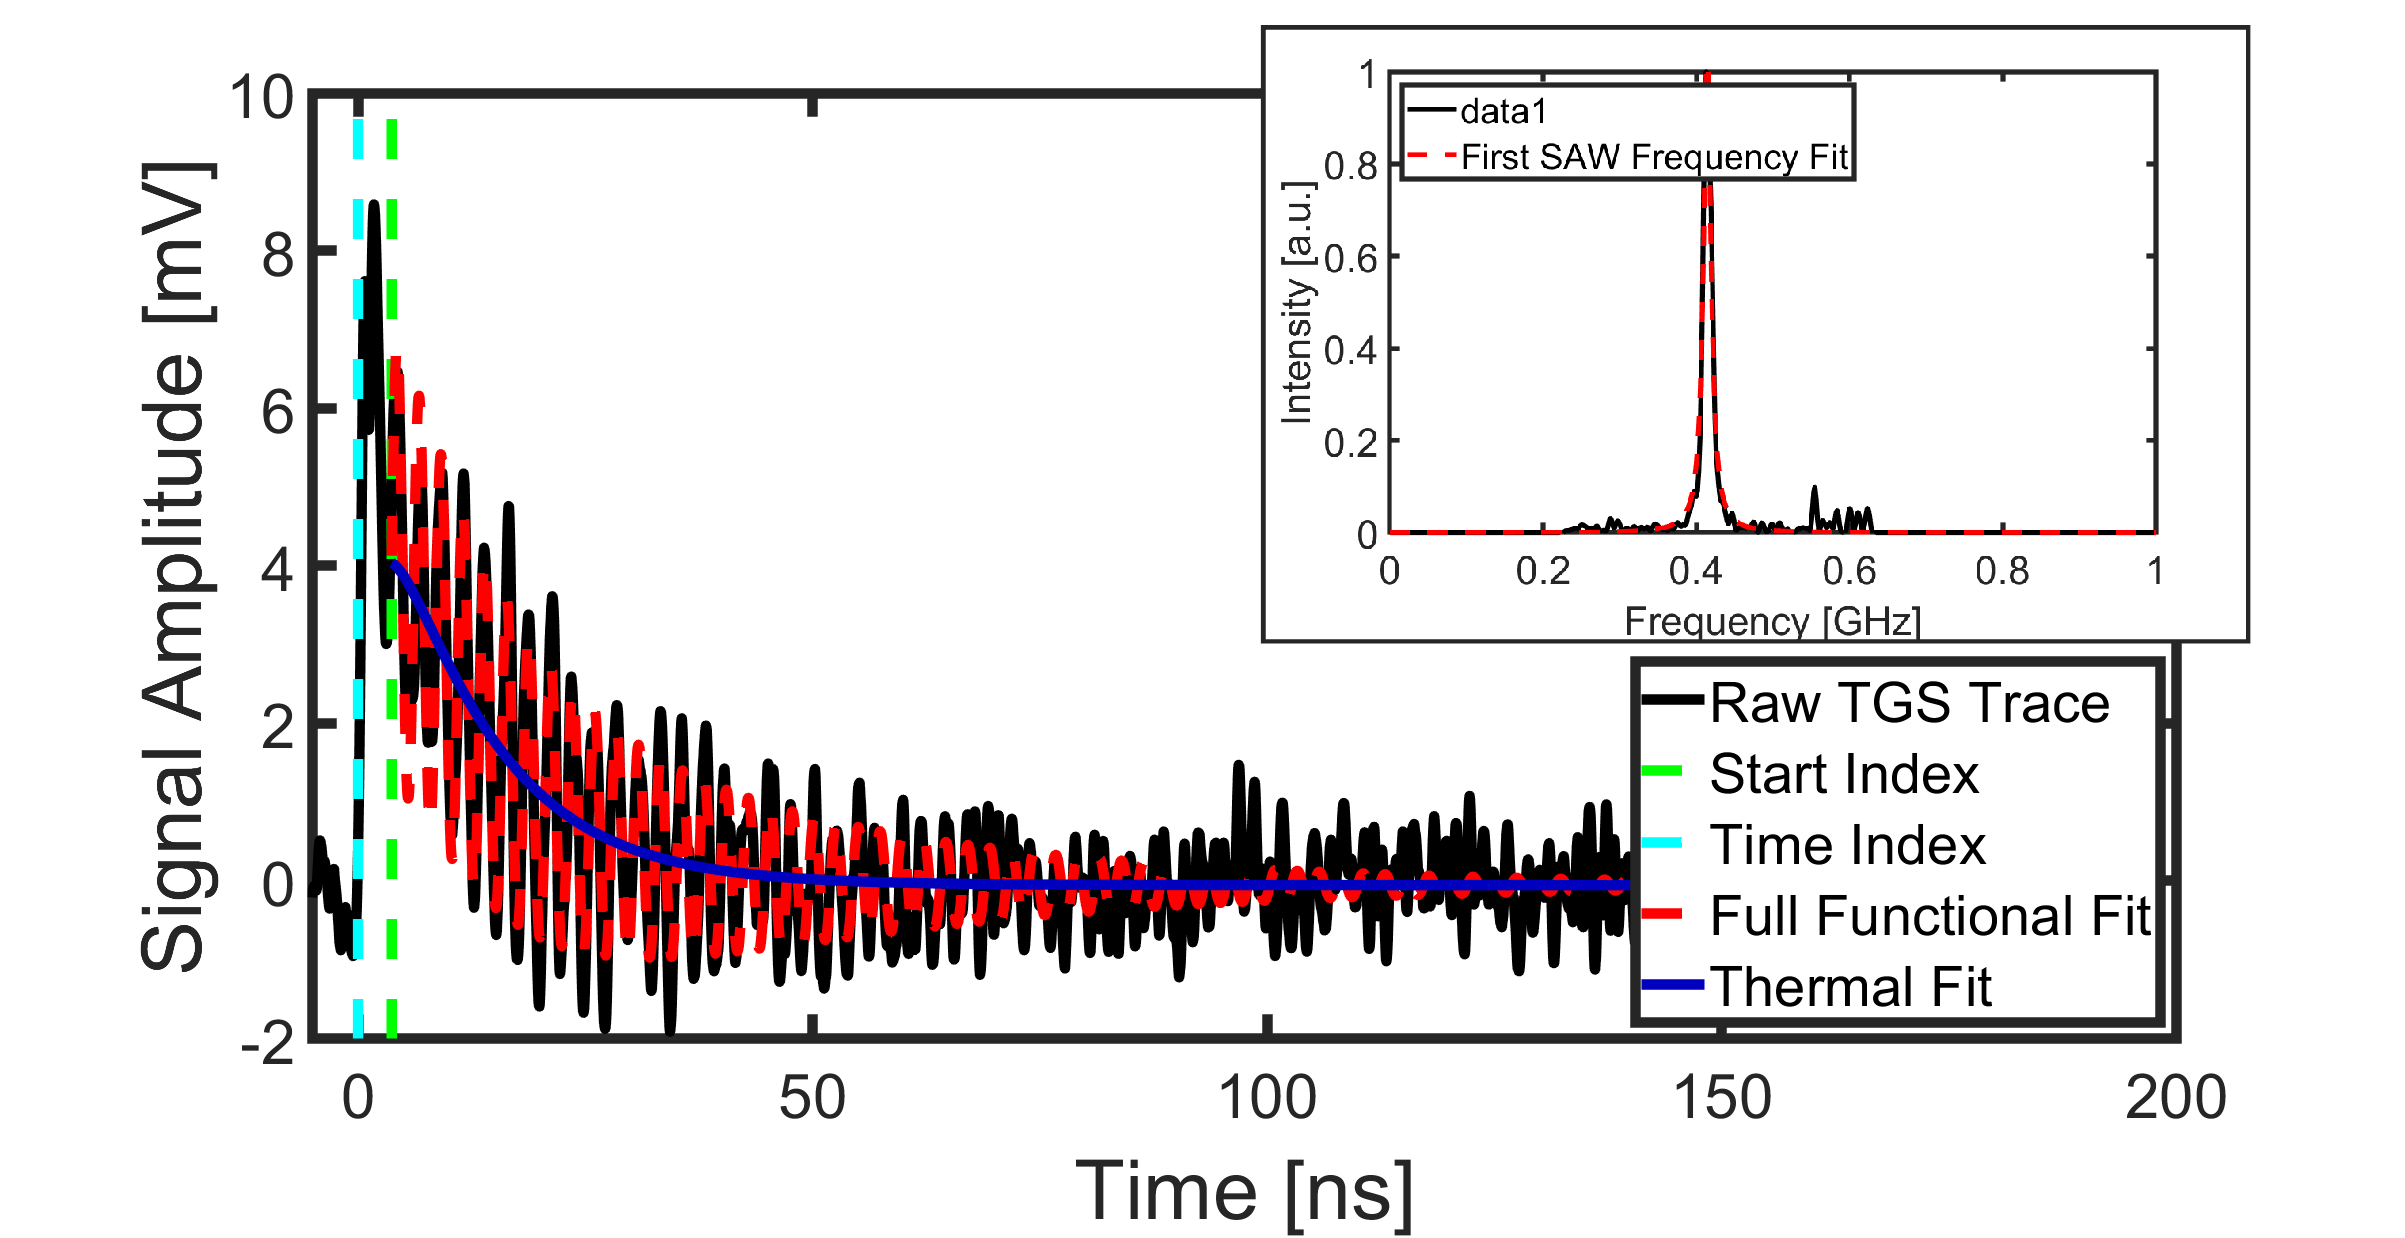 10
8
6
4
2
0
-2
Signal Amplitude [mV]
0
50
100
150
200
Time [ns]
1
0.8
0.6
0.4
0.2
0
Intensity [a.u.]
data1
First SAW Frequency Fit
0
0.2
0.4
0.6
0.8
1
Frequency [GHz]
Raw TGS Trace
Start Index
Time Index
Full Functional Fit
Thermal Fit